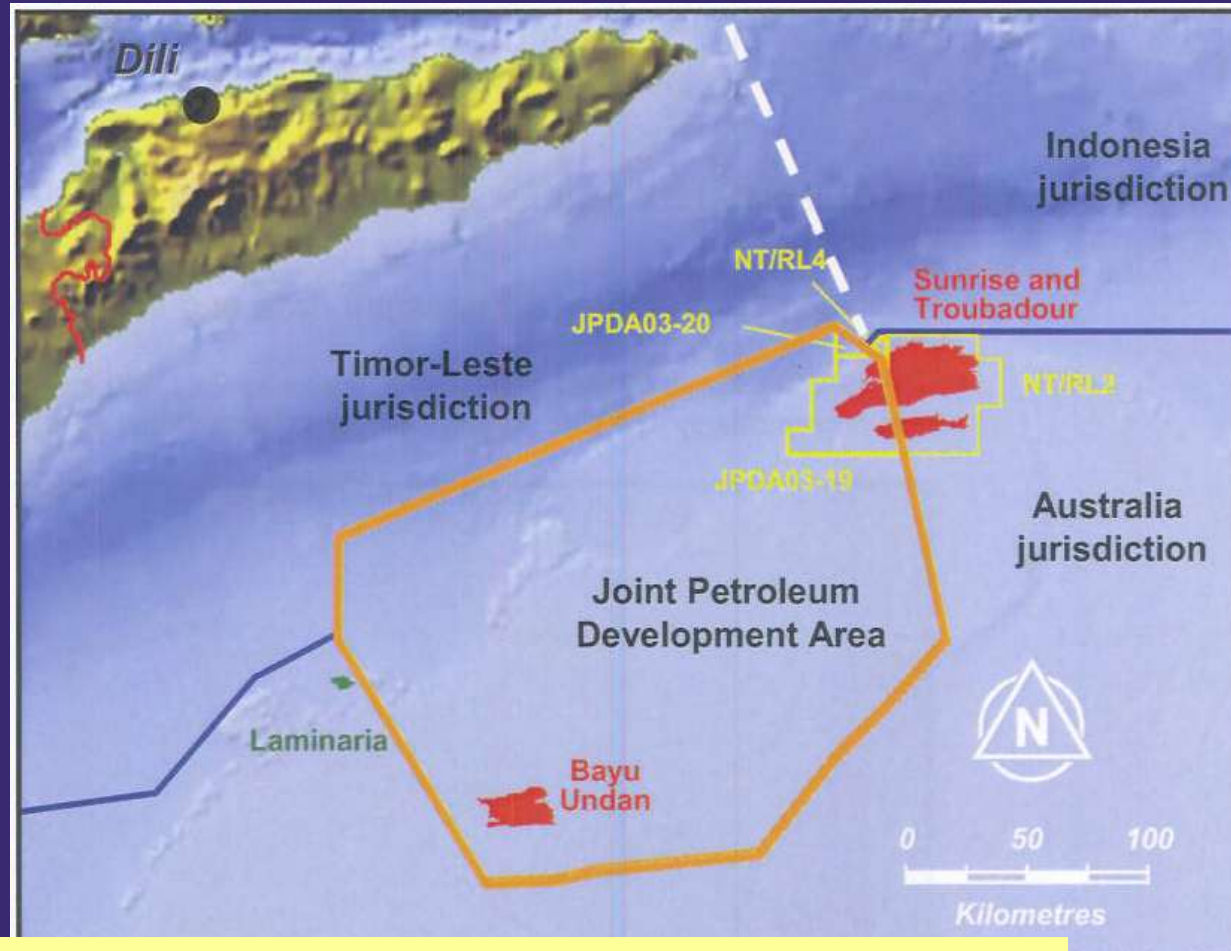 Dili
Indonesia
jurisdiction
NT/RL4
Sunrise and
Troubadour
JPDA03-20
Timor-Leste
jurisdiction
NT/RL2
JPDA03-19
Australia
jurisdiction
Joint Petroleum
Development Area
N
Laminaria
Bayu
Undan
0 50 100
Kilometres